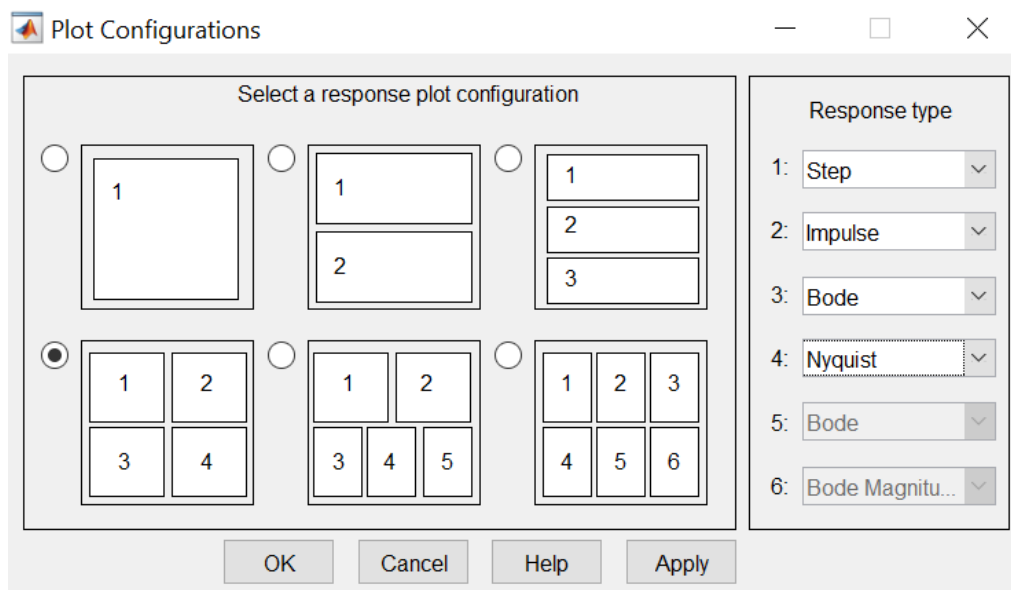 Plot Configurations
Select a response plot configuration
1
1
2
1
2
3
1 2
3 4
1 2
3 4 5
1 2 3
4 5 6
Response type
1: Step
2: Impulse
3: Bode
4: Nyquist
5: Bode
6: Bode Magnitu...
OK Cancel Help Apply